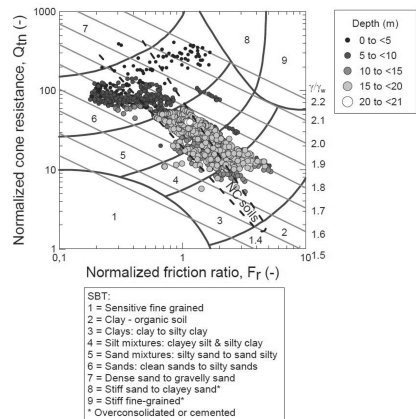 Normalized cone resistance, Qtn (-)
1000
100
10
1
0,1
1
10
Normalized friction ratio, Fr (-)
7
8
9
6
5
4
3
2
1
NC soils
γ/γw
2.2
2.1
2.0
1.9
1.8
1.7
1.6
1.5
1.4
Depth (m)
0 to <5
5 to <10
10 to <15
15 to <20
20 to <21
SBT:
1 = Sensitive fine grained
2 = Clay - organic soil
3 = Clays: clay to silty clay
4 = Silt mixtures: clayey silt & silty clay
5 = Sand mixtures: silty sand to sand silty
6 = Sands: clean sands to silty sands
7 = Dense sand to gravelly sand
8 = Stiff sand to clayey sand*
9 = Stiff fine-grained*
* Overconsolidated or cemented